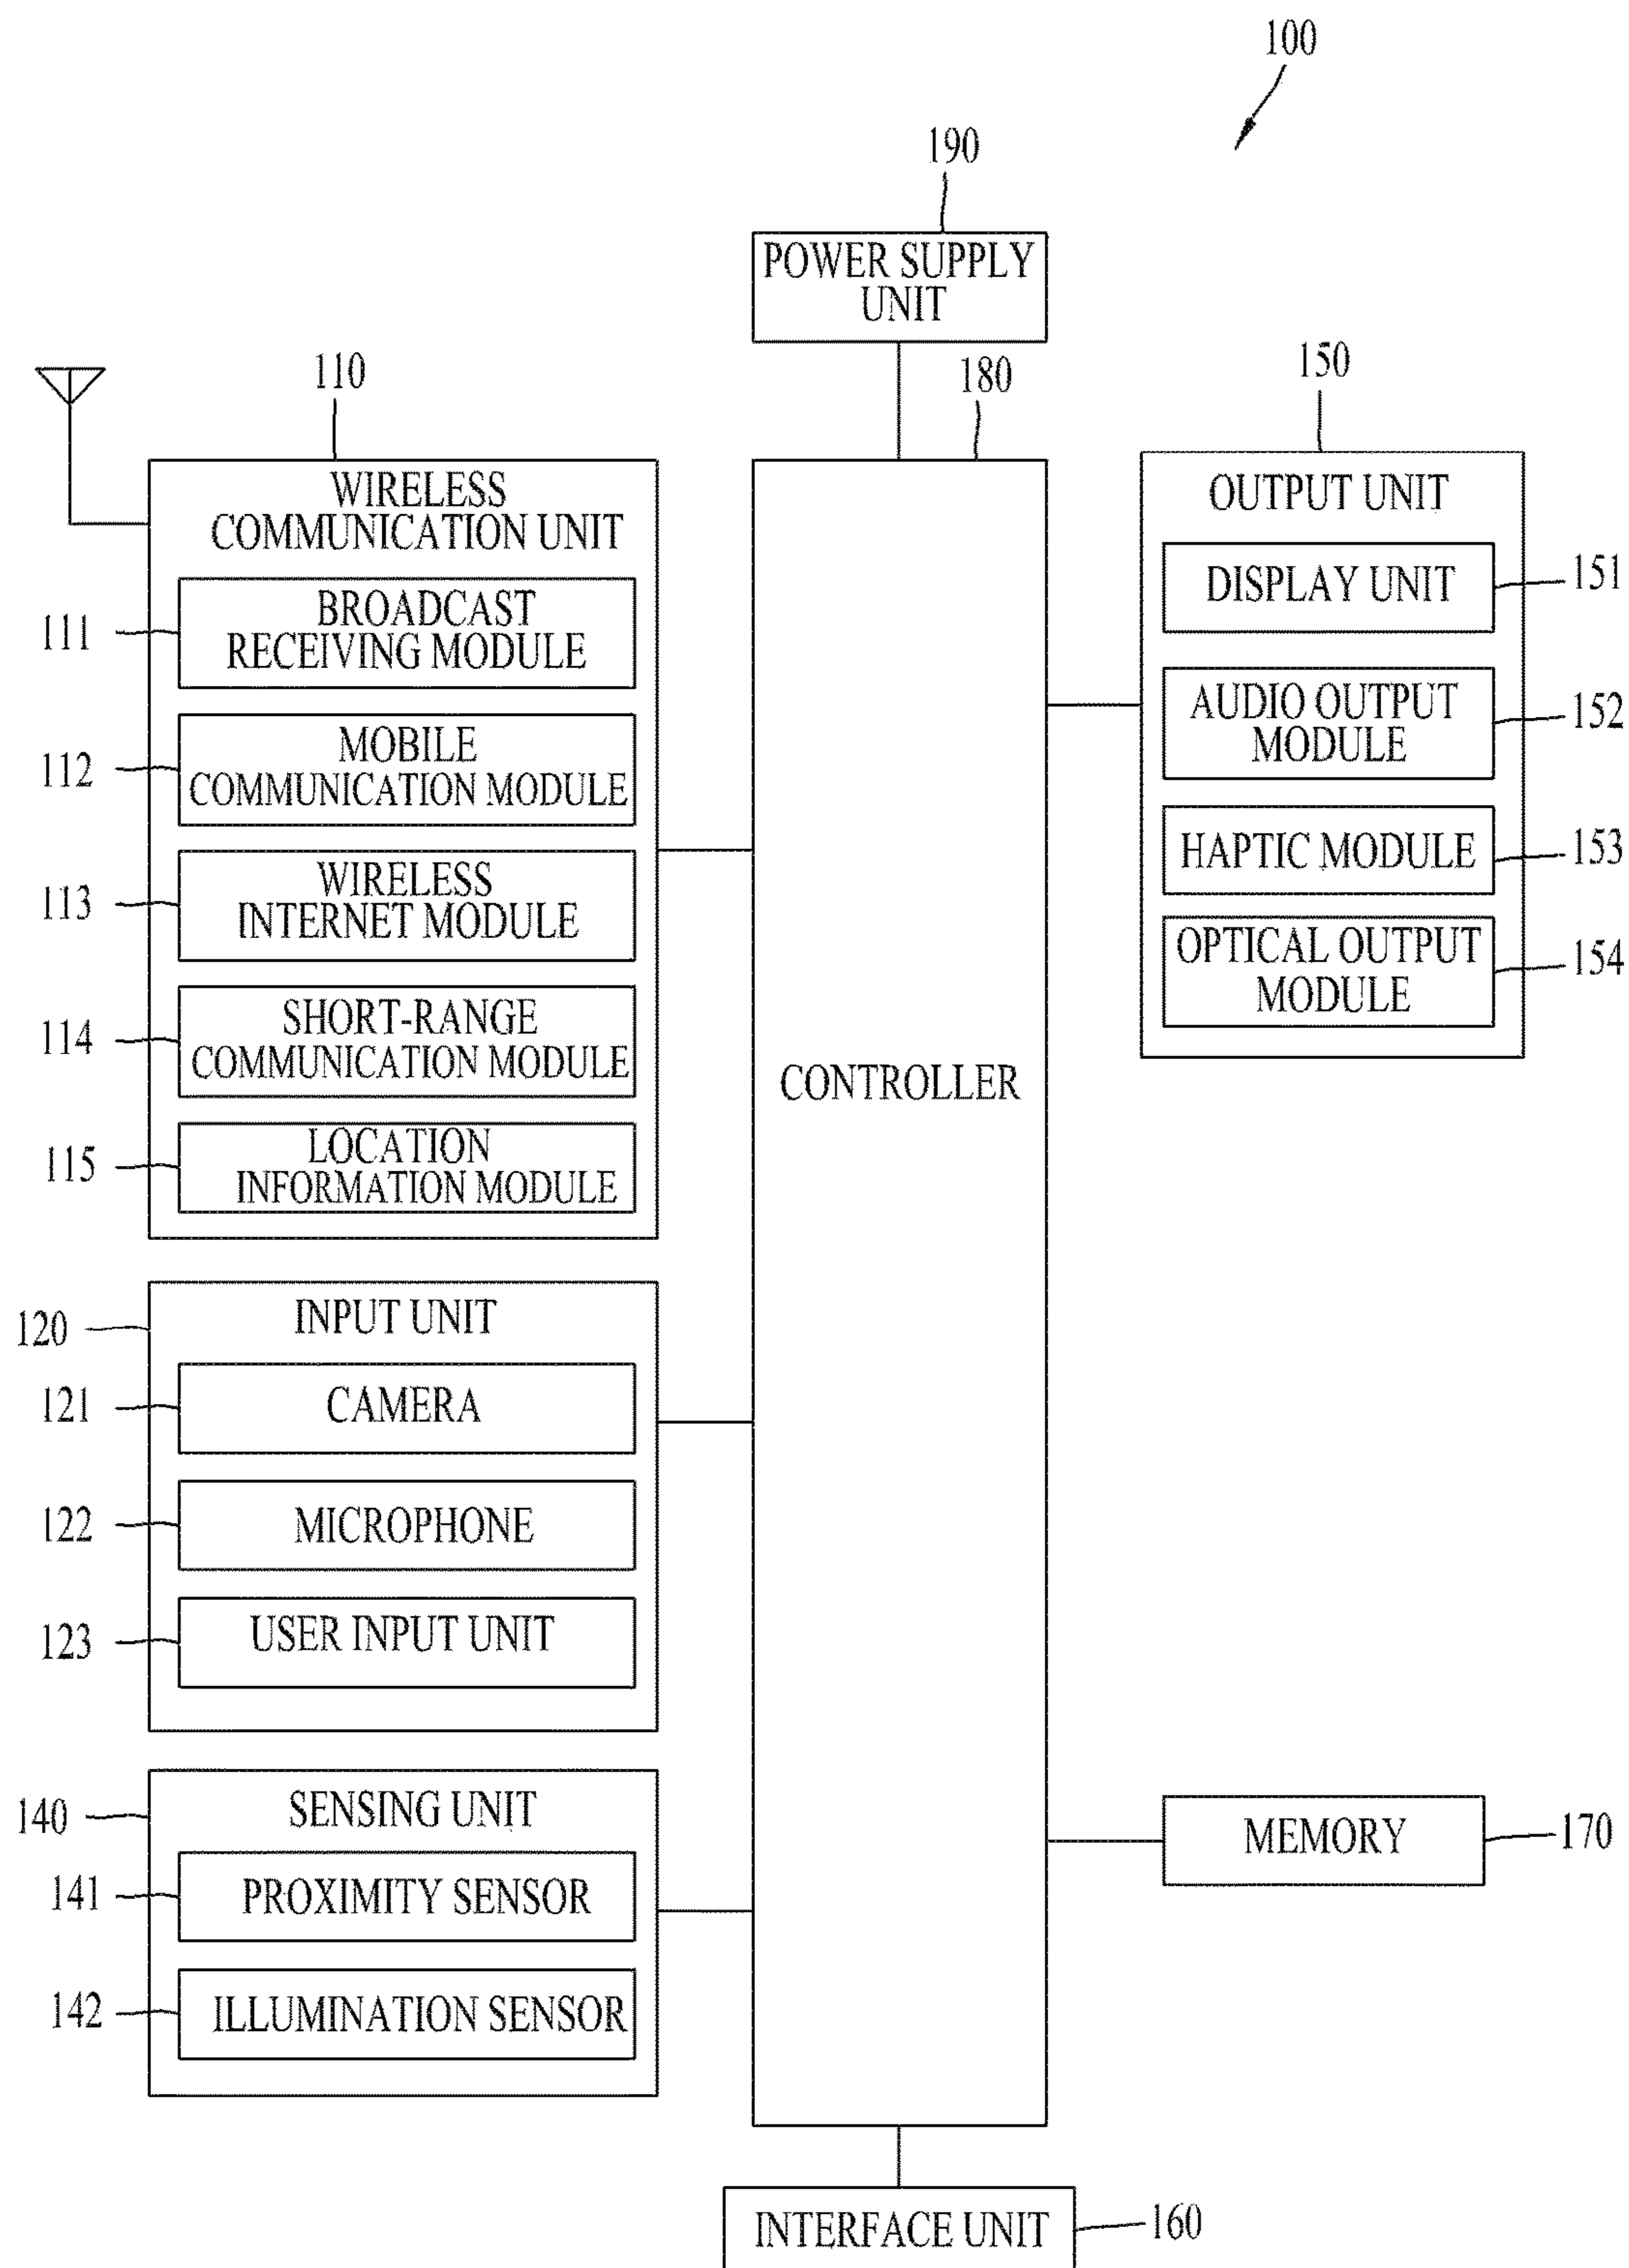 100
190
POWER SUPPLY
UNIT
110
180
150
WIRELESS
COMMUNICATION UNIT
111
BROADCAST
RECEIVING MODULE
112
MOBILE
COMMUNICATION MODULE
113
WIRELESS
INTERNET MODULE
114
SHORT-RANGE
COMMUNICATION MODULE
115
LOCATION
INFORMATION MODULE
120
INPUT UNIT
121
CAMERA
122
MICROPHONE
123
USER INPUT UNIT
140
SENSING UNIT
141
PROXIMITY SENSOR
142
ILLUMINATION SENSOR
CONTROLLER
OUTPUT UNIT
DISPLAY UNIT
151
AUDIO OUTPUT
MODULE
152
HAPTIC MODULE
153
OPTICAL OUTPUT
MODULE
154
MEMORY
170
INTERFACE UNIT
160